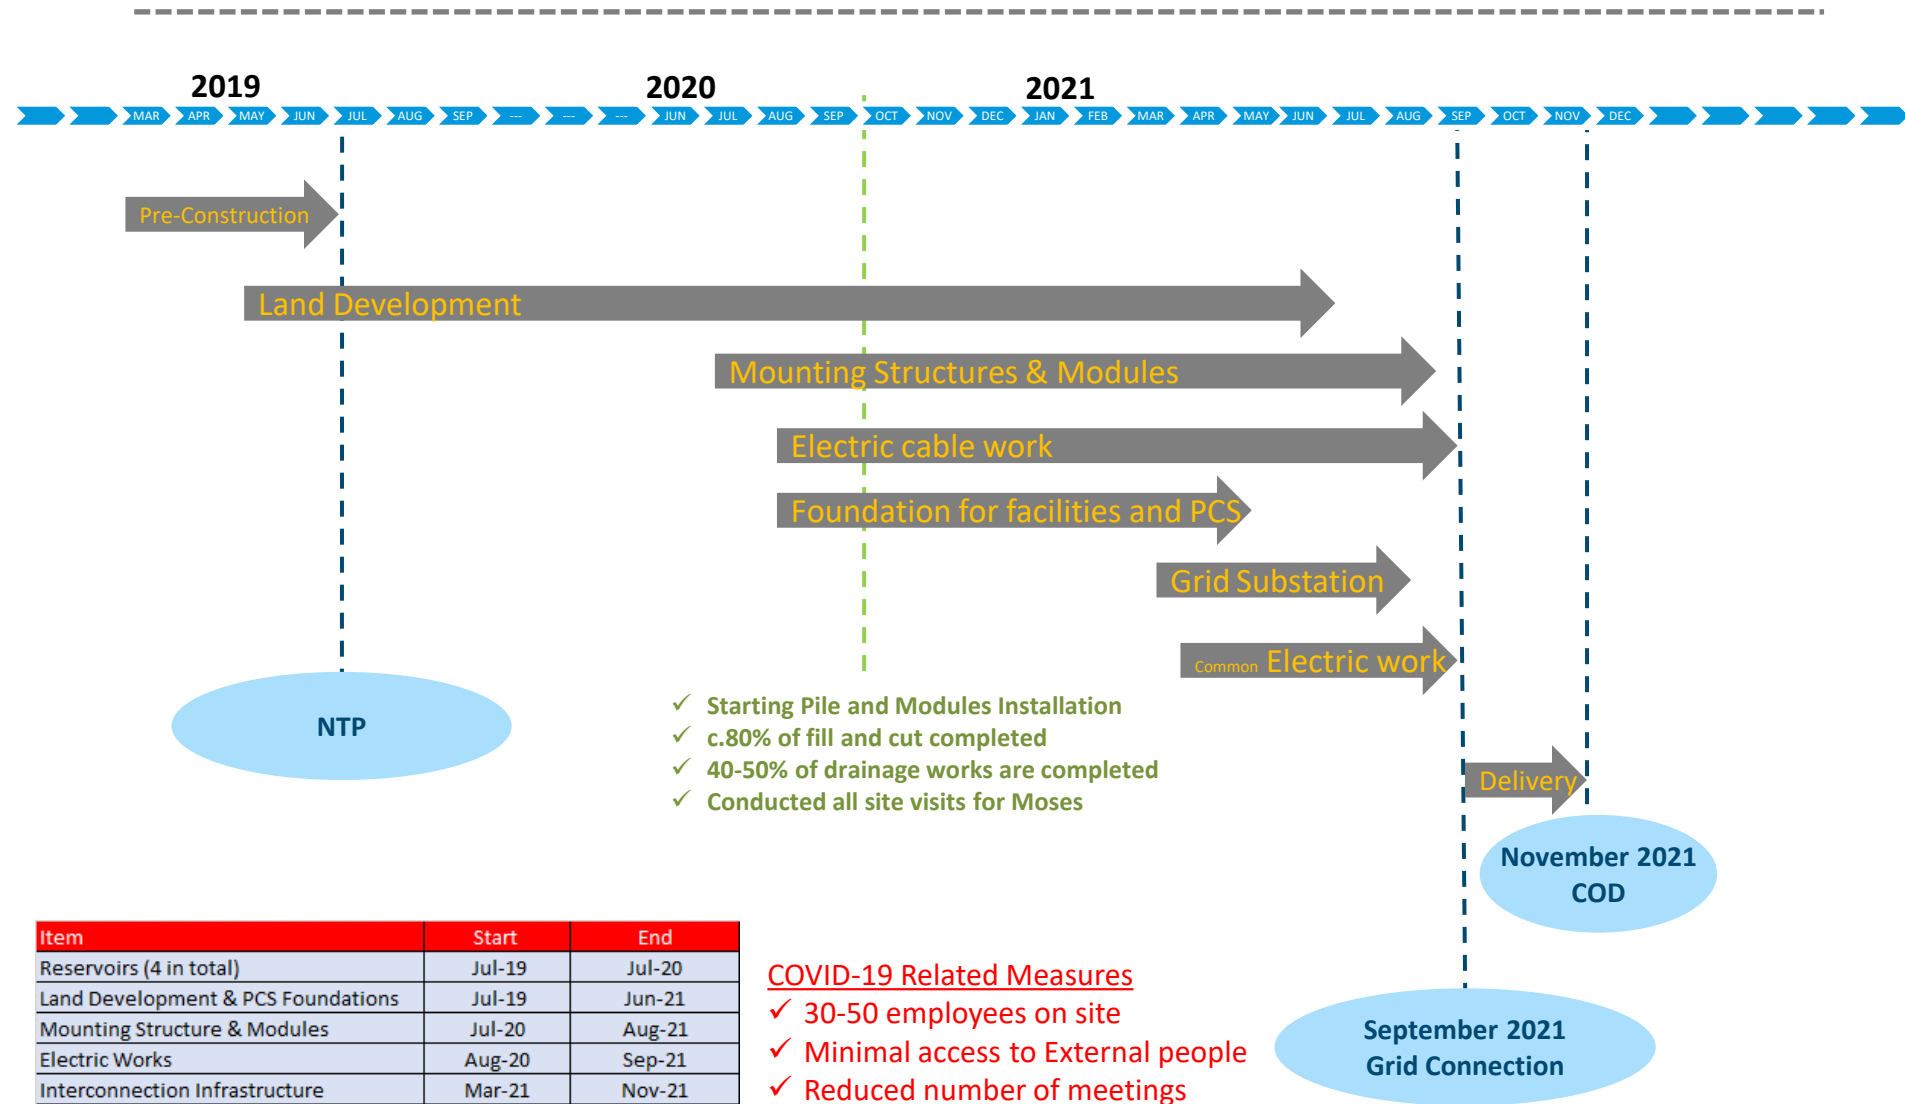 2019 2020 2021
MAR APR MAY JUN JUL AUG SEP --- --- --- JUN JUL AUG SEP OCT NOV DEC JAN FEB MAR APR MAY JUN JUL AUG SEP OCT NOV DEC
Pre-Construction
Land Development
Mounting Structures & Modules
Electric cable work
Foundation for facilities and PCS
Grid Substation
Common Electric work
NTP
✓ Starting Pile and Modules Installation
✓ c.80% of fill and cut completed
✓ 40-50% of drainage works are completed
✓ Conducted all site visits for Moses
Delivery
November 2021
COD
Item Start End
Reservoirs (4 in total) Jul-19 Jul-20
Land Development & PCS Foundations Jul-19 Jun-21
Mounting Structure & Modules Jul-20 Aug-21
Electric Works Aug-20 Sep-21
Interconnection Infrastructure Mar-21 Nov-21
COVID-19 Related Measures
✓ 30-50 employees on site
✓ Minimal access to External people
✓ Reduced number of meetings
September 2021
Grid Connection